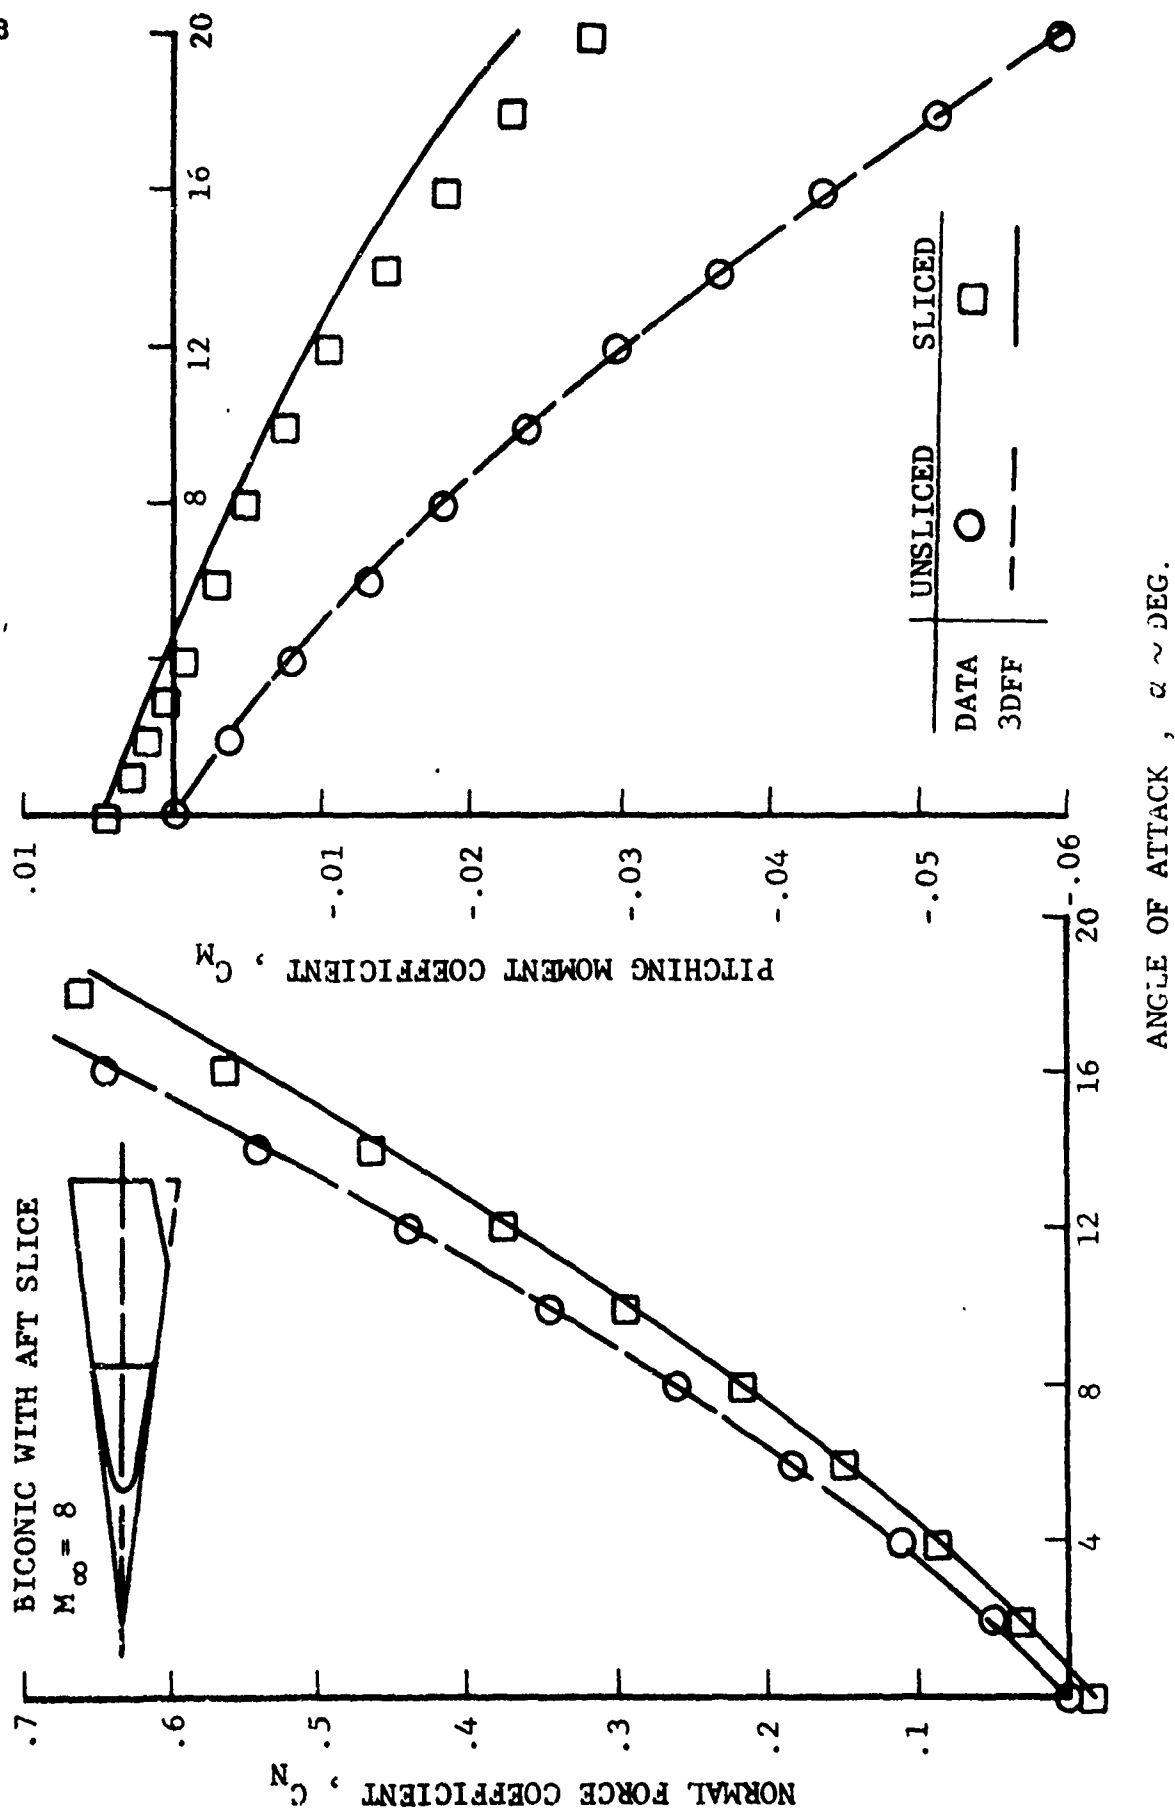 BICONIC WITH AFT SLICE
M∞ = 8
NORMAL FORCE COEFFICIENT , C_N
.7
.6
.5
.4
.3
.2
.1
4
8
12
16
20
PITCHING MOMENT COEFFICIENT , C_M
.01
-.01
-.02
-.03
-.04
-.05
-.06
8
12
16
20
UNSLICED SLICED
DATA
3DFF
ANGLE OF ATTACK , α ~ DEG.